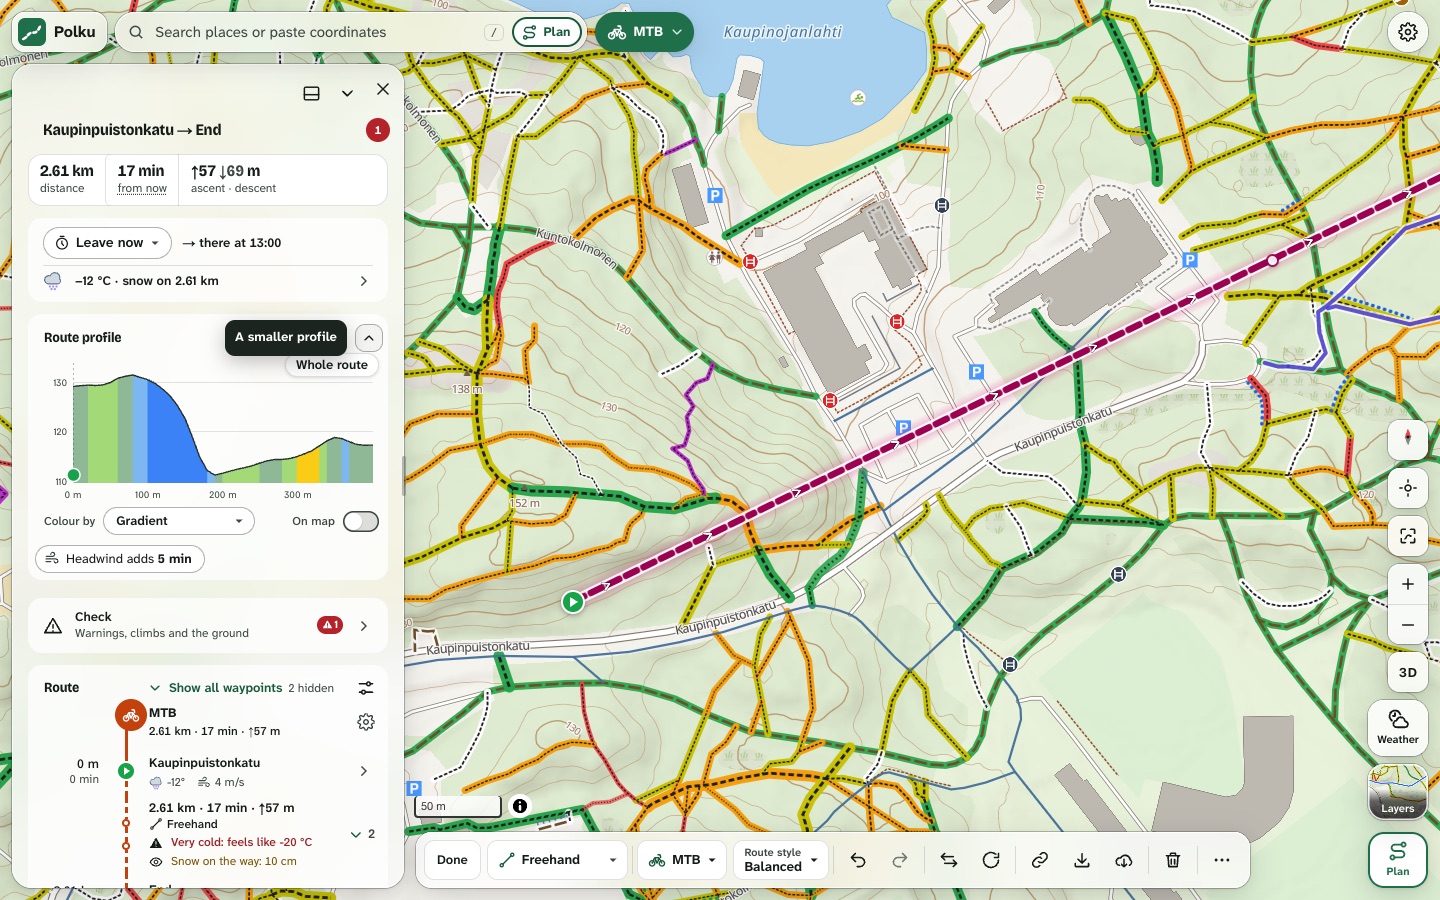 Polku
Search places or paste coordinates
/
Plan
MTB
Kaupinojanlahti
Kaupinpuistonkatu → End
1
2.61 km
distance
17 min
from now
↑57 ↓69 m
ascent · descent
Leave now
→ there at 13:00
−12 °C · snow on 2.61 km
Route profile
A smaller profile
Whole route
130
120
110
0 m
100 m
200 m
300 m
Colour by
Gradient
On map
Headwind adds 5 min
Check
Warnings, climbs and the ground
1
Route
Show all waypoints
2 hidden
MTB
2.61 km · 17 min · ↑57 m
0 m
0 min
Kaupinpuistonkatu
-12°
4 m/s
2.61 km · 17 min · ↑57 m
Freehand
2
Very cold: feels like -20 °C
Snow on the way: 10 cm
End
Kuntokolmonen
P
P
P
P
P
100
110
120
138 m
130
152 m
130
120
Kaupinpuistonkatu
Kaupinpuistonkatu
Kaupinpuistonkatu
50 m
Done
Freehand
MTB
Route style
Balanced
3D
Weather
Layers
Plan